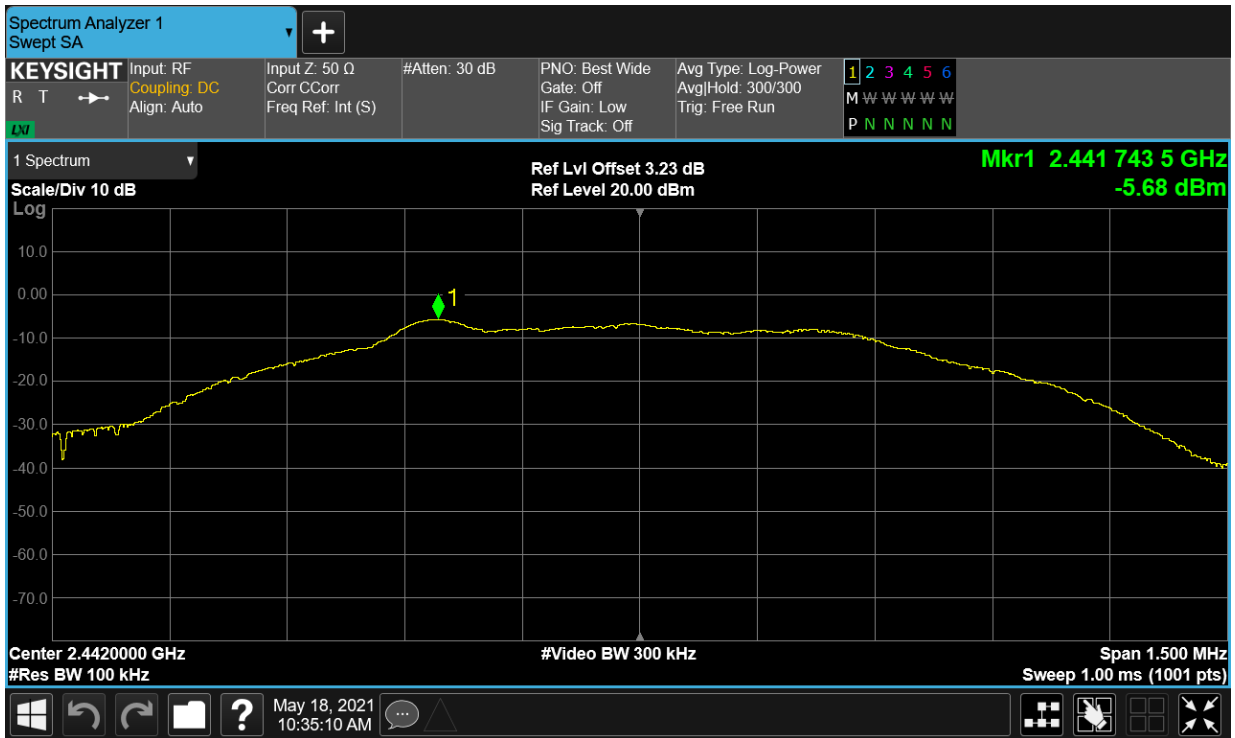 Spectrum Analyzer 1
Swept SA
+
KEYSIGHT
R T
LXI
Input: RF
Coupling: DC
Align: Auto
Input Z: 50 Ω
Corr CCorr
Freq Ref: Int (S)
#Atten: 30 dB
PNO: Best Wide
Gate: Off
IF Gain: Low
Sig Track: Off
Avg Type: Log-Power
Avg|Hold: 300/300
Trig: Free Run
1 2 3 4 5 6
M W W W W W
P N N N N N
1 Spectrum
Scale/Div 10 dB
Log
Ref Lvl Offset 3.23 dB
Ref Level 20.00 dBm
Mkr1 2.441 743 5 GHz
-5.68 dBm
10.0
0.00
-10.0
-20.0
-30.0
-40.0
-50.0
-60.0
-70.0
1
Center 2.4420000 GHz
#Res BW 100 kHz
#Video BW 300 kHz
Span 1.500 MHz
Sweep 1.00 ms (1001 pts)
?
May 18, 2021
10:35:10 AM